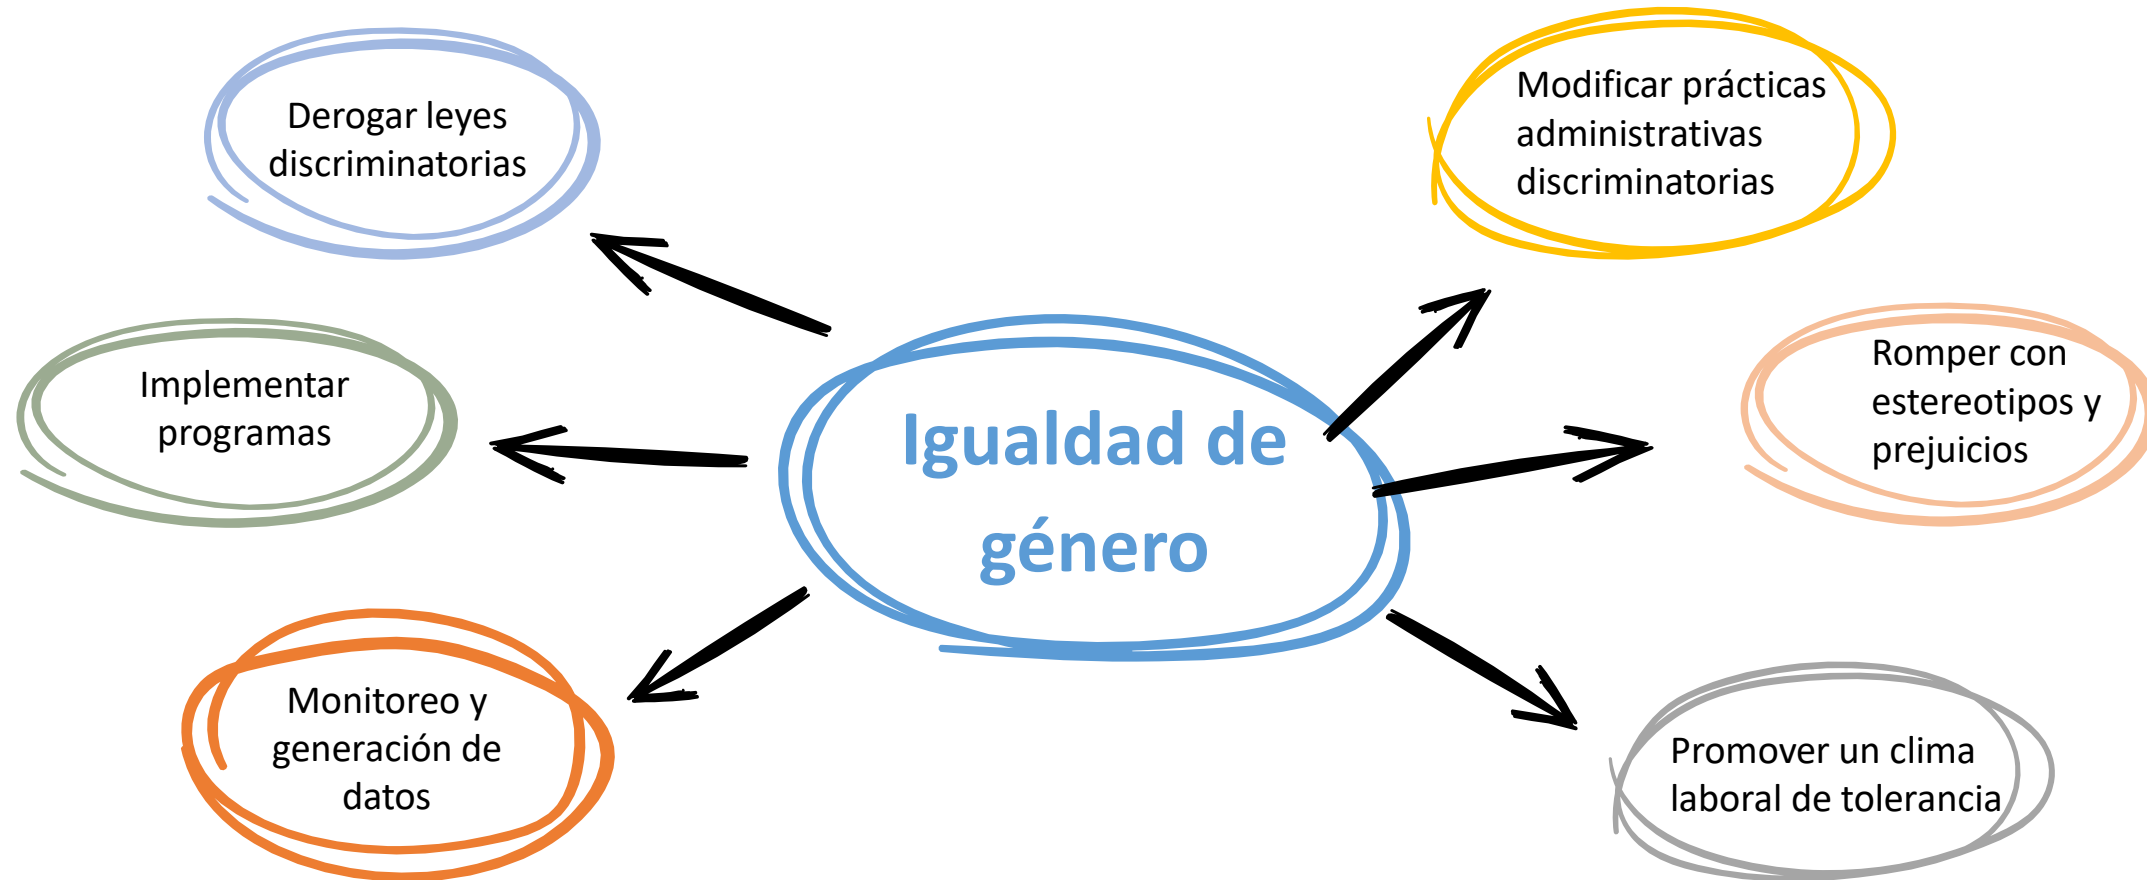 Derogar leyes
discriminatorias
Modificar prácticas
administrativas
discriminatorias
Implementar
programas
Igualdad de
género
Romper con
estereotipos y
prejuicios
Monitoreo y
generación de
datos
Promover un clima
laboral de tolerancia